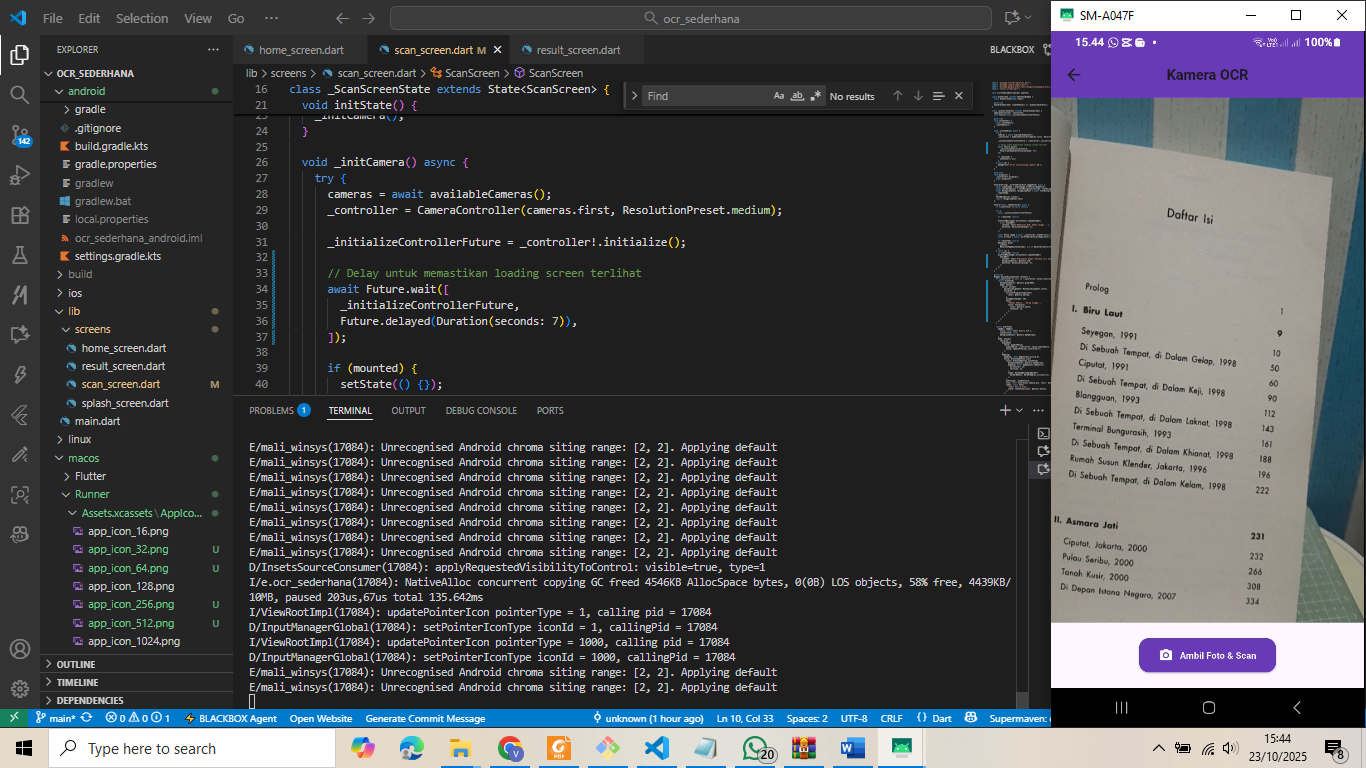 File Edit Selection View Go ··· ocr_sederhana
EXPLORER ···
OCR_SEDERHANA
android
gradle
.gitignore
build.gradle.kts
gradle.properties
gradlew
gradlew.bat
local.properties
ocr_sederhana_android.iml
settings.gradle.kts
build
ios
lib
screens
home_screen.dart
result_screen.dart
scan_screen.dart M
splash_screen.dart
main.dart
linux
macos
Flutter
Runner
Assets.xcassets \ AppIco...
app_icon_16.png
app_icon_32.png U
app_icon_64.png U
app_icon_128.png
app_icon_256.png U
app_icon_512.png U
app_icon_1024.png
OUTLINE
TIMELINE
DEPENDENCIES
142
home_screen.dart scan_screen.dart M result_screen.dart BLACKBOX
lib > screens > scan_screen.dart > ScanScreen > ScanScreen
Find Aa ab No results
16 class _ScanScreenState extends State<ScanScreen> {
21 void initState() {
23 _initCamera();
24 }
25
26 void _initCamera() async {
27 try {
28 cameras = await availableCameras();
29 _controller = CameraController(cameras.first, ResolutionPreset.medium);
30
31 _initializeControllerFuture = _controller!.initialize();
32
33 // Delay untuk memastikan loading screen terlihat
34 await Future.wait([
35 _initializeControllerFuture,
36 Future.delayed(Duration(seconds: 7)),
37 ]);
38
39 if (mounted) {
40 setState(() {});
PROBLEMS 1 TERMINAL OUTPUT DEBUG CONSOLE PORTS
E/mali_winsys(17084): Unrecognised Android chroma siting range: [2, 2]. Applying default
E/mali_winsys(17084): Unrecognised Android chroma siting range: [2, 2]. Applying default
E/mali_winsys(17084): Unrecognised Android chroma siting range: [2, 2]. Applying default
E/mali_winsys(17084): Unrecognised Android chroma siting range: [2, 2]. Applying default
E/mali_winsys(17084): Unrecognised Android chroma siting range: [2, 2]. Applying default
E/mali_winsys(17084): Unrecognised Android chroma siting range: [2, 2]. Applying default
E/mali_winsys(17084): Unrecognised Android chroma siting range: [2, 2]. Applying default
E/mali_winsys(17084): Unrecognised Android chroma siting range: [2, 2]. Applying default
D/InsetsSourceConsumer(17084): applyRequestedVisibilityToControl: visible=true, type=1
I/e.ocr_sederhana(17084): NativeAlloc concurrent copying GC freed 4546KB AllocSpace bytes, 0(0B) LOS objects, 58% free, 4439KB/
10MB, paused 203us,67us total 135.642ms
I/ViewRootImpl(17084): updatePointerIcon pointerType = 1, calling pid = 17084
D/InputManagerGlobal(17084): setPointerIconType iconId = 1, callingPid = 17084
I/ViewRootImpl(17084): updatePointerIcon pointerType = 1000, calling pid = 17084
D/InputManagerGlobal(17084): setPointerIconType iconId = 1000, callingPid = 17084
E/mali_winsys(17084): Unrecognised Android chroma siting range: [2, 2]. Applying default
E/mali_winsys(17084): Unrecognised Android chroma siting range: [2, 2]. Applying default
SM-A047F
15.44 100%
Kamera OCR
Daftar Isi
Prolog 1
I. Biru Laut 9
Seyegan, 1991 10
Di Sebuah Tempat, di Dalam Gelap, 1998 50
Ciputat, 1991 60
Di Sebuah Tempat, di Dalam Keji, 1998 90
Blangguan, 1993 112
Di Sebuah Tempat, di Dalam Laknat, 1998 143
Terminal Bungurasih, 1993 161
Di Sebuah Tempat, di Dalam Khianat, 1998 188
Rumah Susun Klender, Jakarta, 1996 196
Di Sebuah Tempat, di Dalam Kelam, 1998 222
II. Asmara Jati 231
Ciputat, Jakarta, 2000 232
Pulau Seribu, 2000 266
Tanah Kusir, 2000 308
Di Depan Istana Negara, 2007 334
Ambil Foto & Scan
main* 0 0 1 BLACKBOX Agent Open Website Generate Commit Message unknown (1 hour ago) Ln 10, Col 33 Spaces: 2 UTF-8 CRLF {} Dart Supermaven:
Type here to search 20 15:44
23/10/2025 8